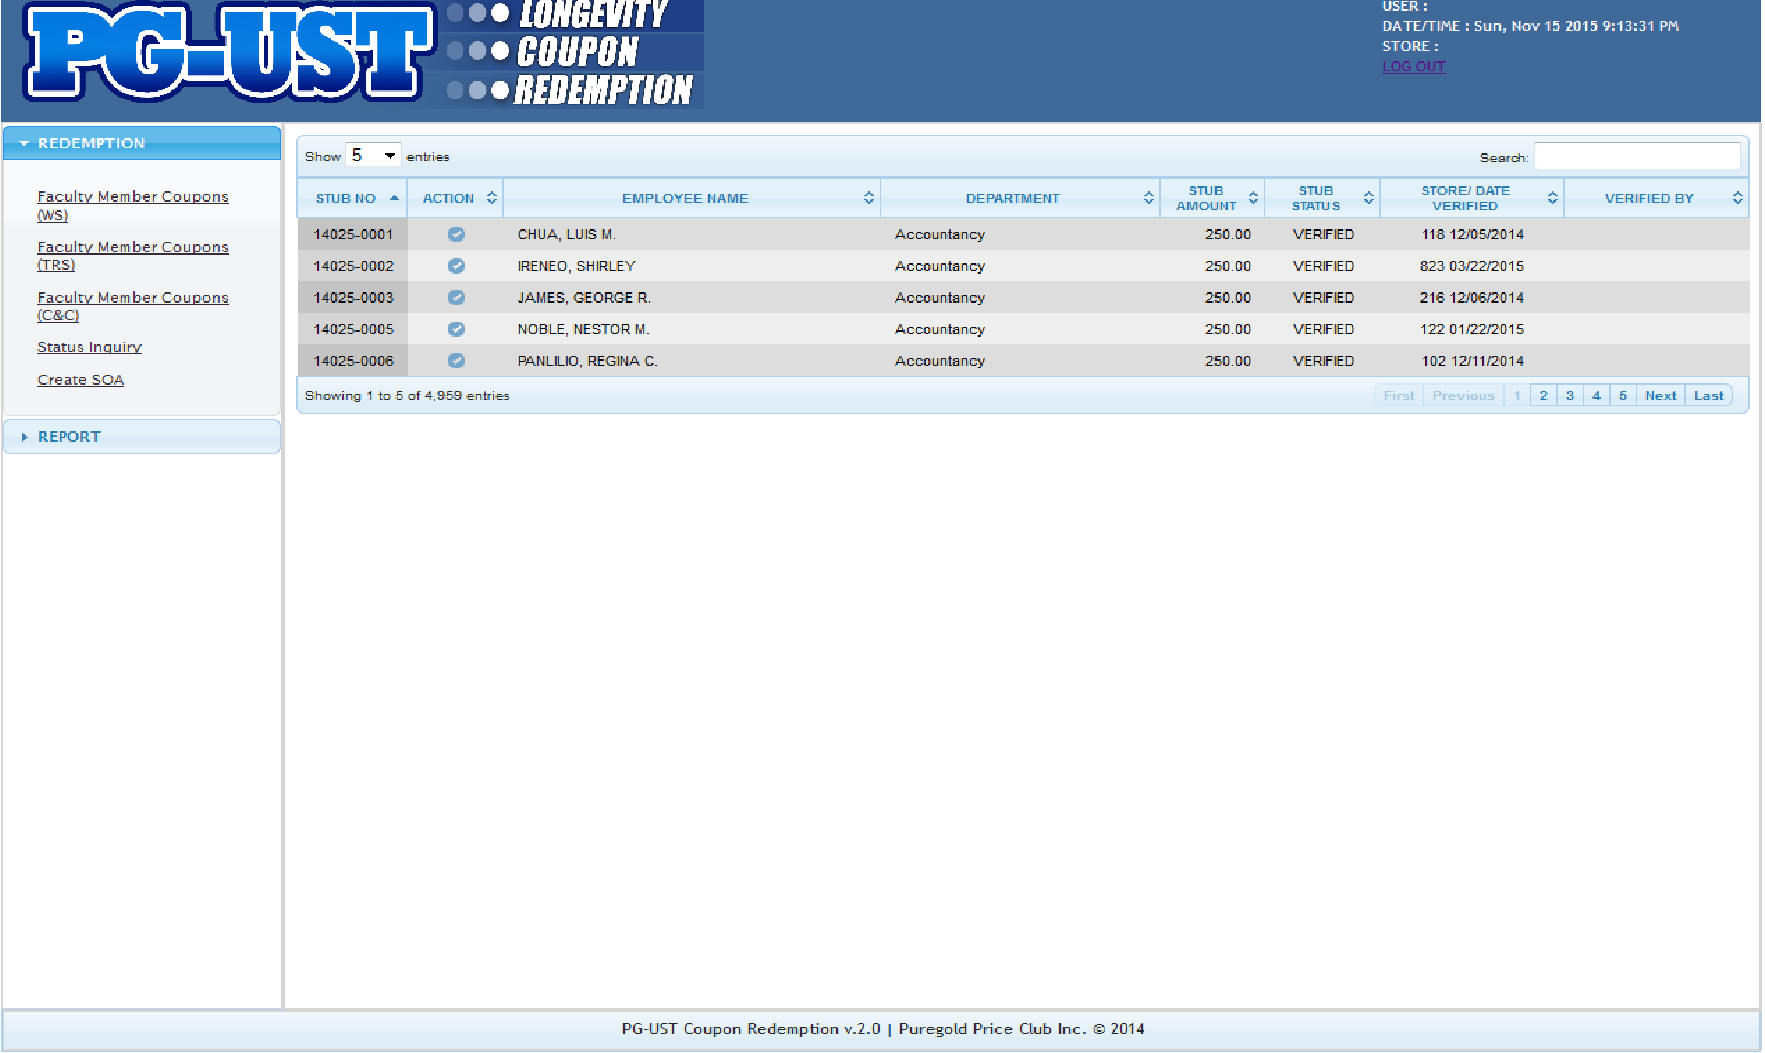 PG-UST
LONGEVITY
COUPON
REDEMPTION
USER :
DATE/TIME : Sun, Nov 15 2015 9:13:31 PM
STORE :
LOG OUT
REDEMPTION
Faculty Member Coupons
(WS)
Faculty Member Coupons
(TRS)
Faculty Member Coupons
(C&C)
Status Inquiry
Create SOA
REPORT
Show 5 entries
Search:
STUB NO ACTION EMPLOYEE NAME DEPARTMENT STUB AMOUNT STUB STATUS STORE/ DATE VERIFIED VERIFIED BY
14025-0001 CHUA, LUIS M. Accountancy 250.00 VERIFIED 118 12/05/2014
14025-0002 IRENEO, SHIRLEY Accountancy 250.00 VERIFIED 823 03/22/2015
14025-0003 JAMES, GEORGE R. Accountancy 250.00 VERIFIED 216 12/06/2014
14025-0005 NOBLE, NESTOR M. Accountancy 250.00 VERIFIED 122 01/22/2015
14025-0006 PANLILIO, REGINA C. Accountancy 250.00 VERIFIED 102 12/11/2014
Showing 1 to 5 of 4,959 entries
First Previous 1 2 3 4 5 Next Last
PG-UST Coupon Redemption v.2.0 | Puregold Price Club Inc. © 2014